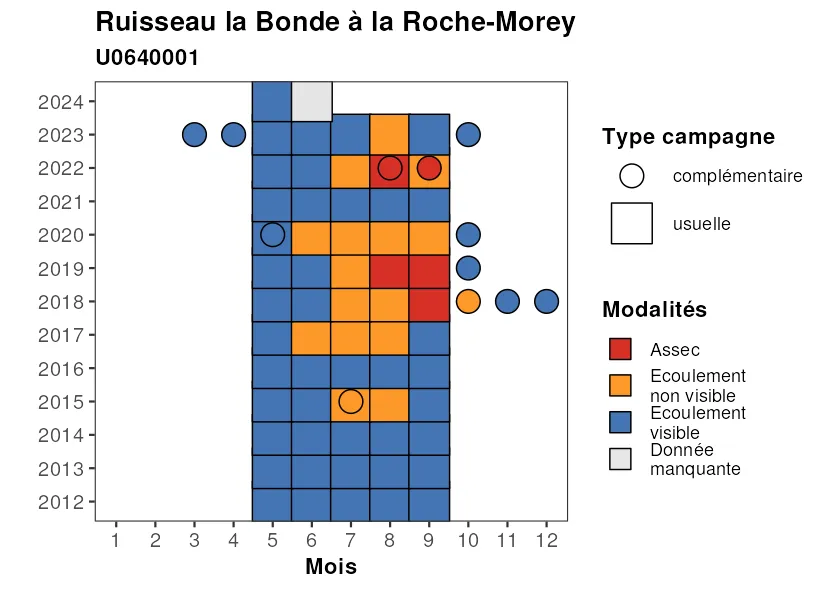 Ruisseau la Bonde à la Roche-Morey
U0640001
2024
2023
2022
2021
2020
2019
2018
2017
2016
2015
2014
2013
2012
1 2 3 4 5 6 7 8 9 10 11 12
Mois
Type campagne
complémentaire
usuelle
Modalités
Assec
Ecoulement
non visible
Ecoulement
visible
Donnée
manquante